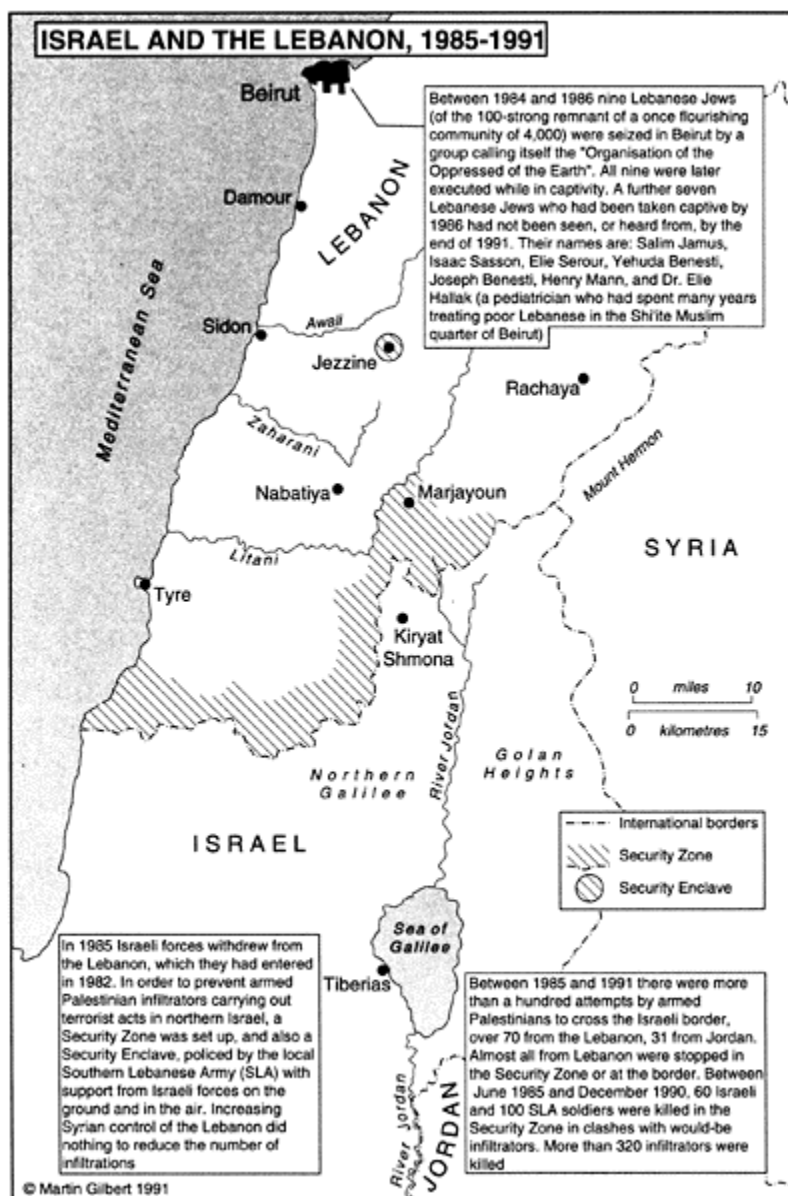 ISRAEL AND THE LEBANON, 1985-1991
Beirut
Between 1984 and 1986 nine Lebanese Jews
(of the 100-strong remnant of a once flourishing
community of 4,000) were seized in Beirut by a
group calling itself the "Organisation of the
Oppressed of the Earth". All nine were later
executed while in captivity. A further seven
Lebanese Jews who had been taken captive by
1986 had not been seen, or heard from, by the
end of 1991. Their names are: Salim Jamus,
Isaac Sasson, Elie Serour, Yehuda Benesti,
Joseph Benesti, Henry Mann, and Dr. Elie
Hallak (a pediatrician who had spent many years
treating poor Lebanese in the Shi'ite Muslim
quarter of Beirut)
Damour
LEBANON
Mediterranean Sea
Sidon
Awali
Jezzine
Rachaya
Zaharani
Mount Hermon
Nabatiya
Marjayoun
SYRIA
Litani
Tyre
Kiryat
Shmona
0 miles 10
0 kilometres 15
River Jordan
Golan
Heights
Northern
Galilee
ISRAEL
International borders
Security Zone
Security Enclave
Sea of
Galilee
Tiberias
In 1985 Israeli forces withdrew from
the Lebanon, which they had entered
in 1982. In order to prevent armed
Palestinian infiltrators carrying out
terrorist acts in northern Israel, a
Security Zone was set up, and also a
Security Enclave, policed by the local
Southern Lebanese Army (SLA) with
support from Israeli forces on the
ground and in the air. Increasing
Syrian control of the Lebanon did
nothing to reduce the number of
infiltrations
Between 1985 and 1991 there were more
than a hundred attempts by armed
Palestinians to cross the Israeli border,
over 70 from the Lebanon, 31 from Jordan.
Almost all from Lebanon were stopped in
the Security Zone or at the border. Between
June 1985 and December 1990, 60 Israeli
and 100 SLA soldiers were killed in the
Security Zone in clashes with would-be
infiltrators. More than 320 infiltrators were
killed
River Jordan
JORDAN
© Martin Gilbert 1991